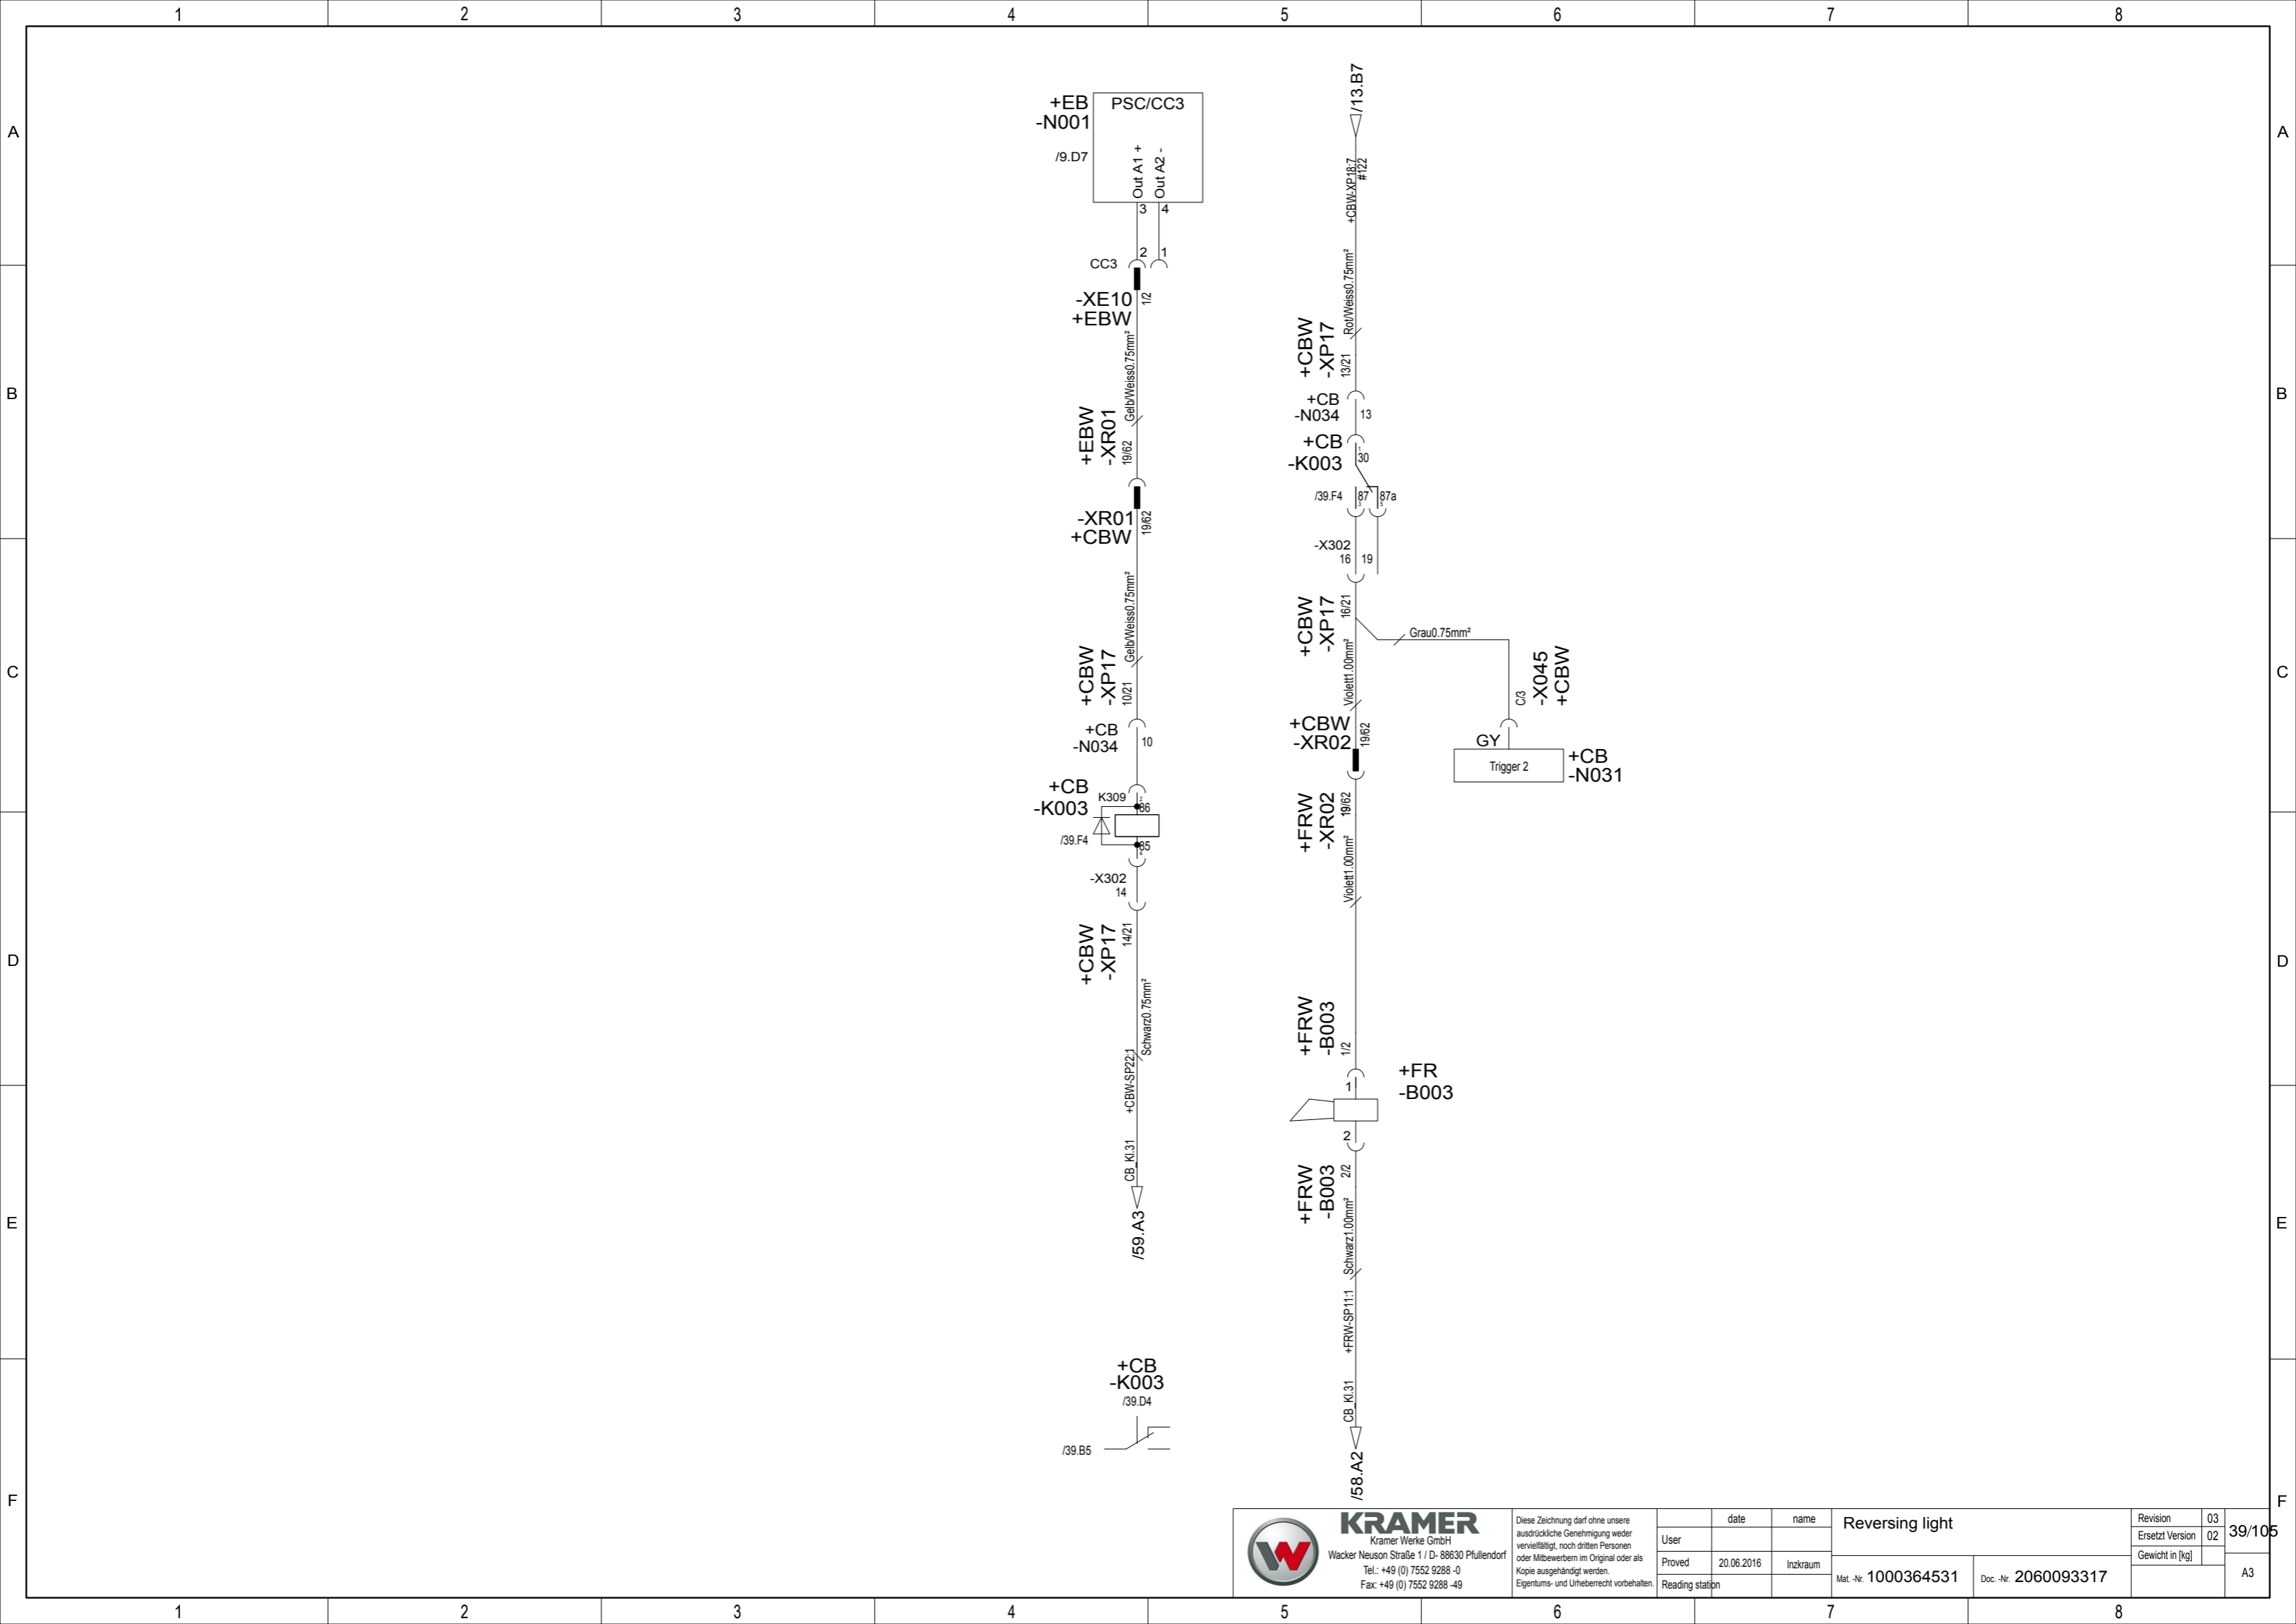 1 2 3 4 5 6 7 8
A
A
B
B
C
C
D
D
E
E
F
F
+EB
-N001
/9.D7
PSC/CC3
Out A1 +
Out A2 -
3 4
2 1
CC3
-XE10
+EBW
1/2
Gelb/Weiss0.75mm²
+EBW
-XR01
19/62
-XR01
+CBW
19/62
Gelb/Weiss0.75mm²
+CBW
-XP17
10/21
+CB
-N034
10
+CB
-K003
K309
2
86
/39.F4
85
-X302
14
+CBW
-XP17
14/21
Schwarz0.75mm²
+CBW-SP22:1
CB_Kl.31
/59.A3
+CB
-K003
/39.D4
/39.B5
/13.B7
+CBW-XP18:7
#122
Rot/Weiss0.75mm²
+CBW
-XP17
13/21
+CB
-N034
13
+CB
-K003
30
/39.F4
87 87a
-X302
16 19
+CBW
-XP17
16/21
Grau0.75mm²
Violett1.00mm²
C/3
-X045
+CBW
GY
Trigger 2
+CB
-N031
+CBW
-XR02
19/62
+FRW
-XR02
19/62
Violett1.00mm²
+FRW
-B003
1/2
1
+FR
-B003
2
+FRW
-B003
2/2
Schwarz1.00mm²
+FRW-SP11:1
CB_Kl.31
/58.A2
KRAMER
Kramer Werke GmbH
Wacker Neuson Straße 1 / D- 88630 Pfullendorf
Tel.: +49 (0) 7552 9288 -0
Fax: +49 (0) 7552 9288 -49
Diese Zeichnung darf ohne unsere
ausdrückliche Genehmigung weder
vervielfältigt, noch dritten Personen
oder Mitbewerbern im Original oder als
Kopie ausgehändigt werden.
Eigentums- und Urheberrecht vorbehalten.
date name
User
Proved 20.06.2016 lnzkraum
Reading station
Reversing light
Mat. -Nr. 1000364531
Doc. -Nr. 2060093317
Revision 03
Ersetzt Version 02
Gewicht in [kg]
39/105
A3
1 2 3 4 5 6 7 8